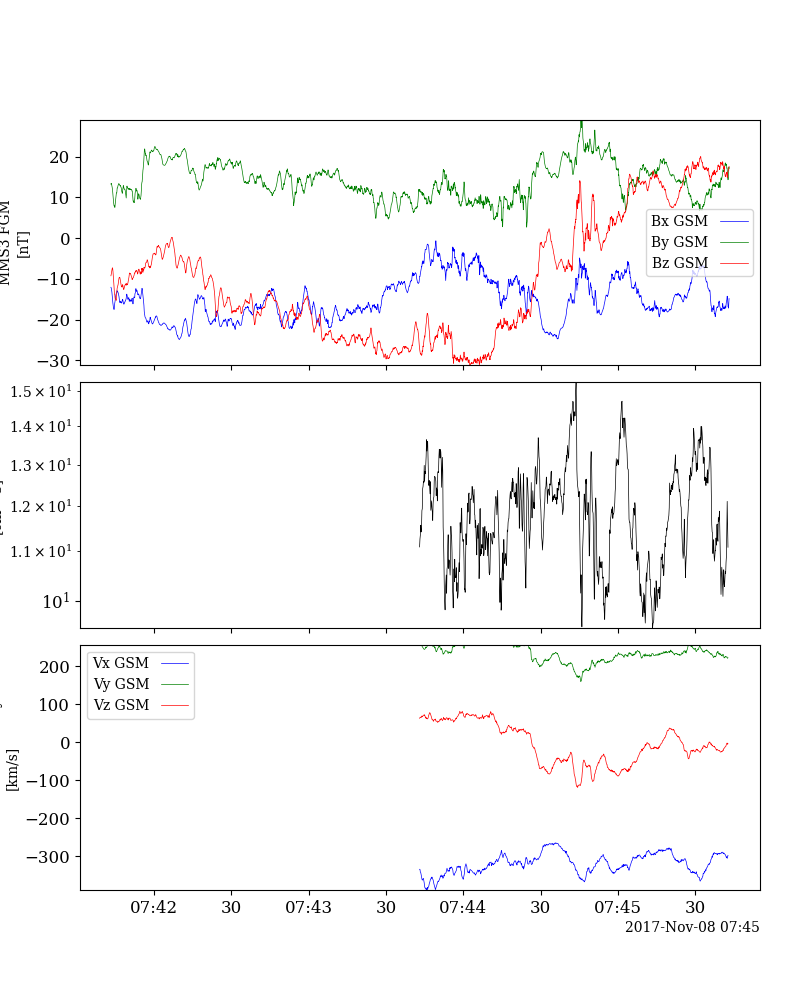 MMS3 FGM
[nT]
20
10
0
−10
−20
−30
Bx GSM
By GSM
Bz GSM
1.5 × 10¹
1.4 × 10¹
1.3 × 10¹
1.2 × 10¹
1.1 × 10¹
10¹
[km/s]
200
100
0
−100
−200
−300
Vx GSM
Vy GSM
Vz GSM
07:42
30
07:43
30
07:44
30
07:45
30
2017-Nov-08 07:45